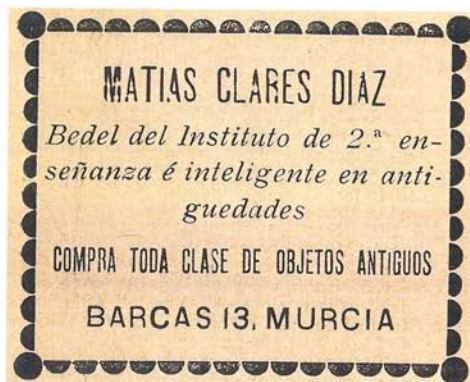 MATIAS CLARES DIAZ
Bedel del Instituto de 2.ª en-
señanza é inteligente en anti-
guedades
COMPRA TODA CLASE DE OBJETOS ANTIGUOS
BARCAS 13, MURCIA